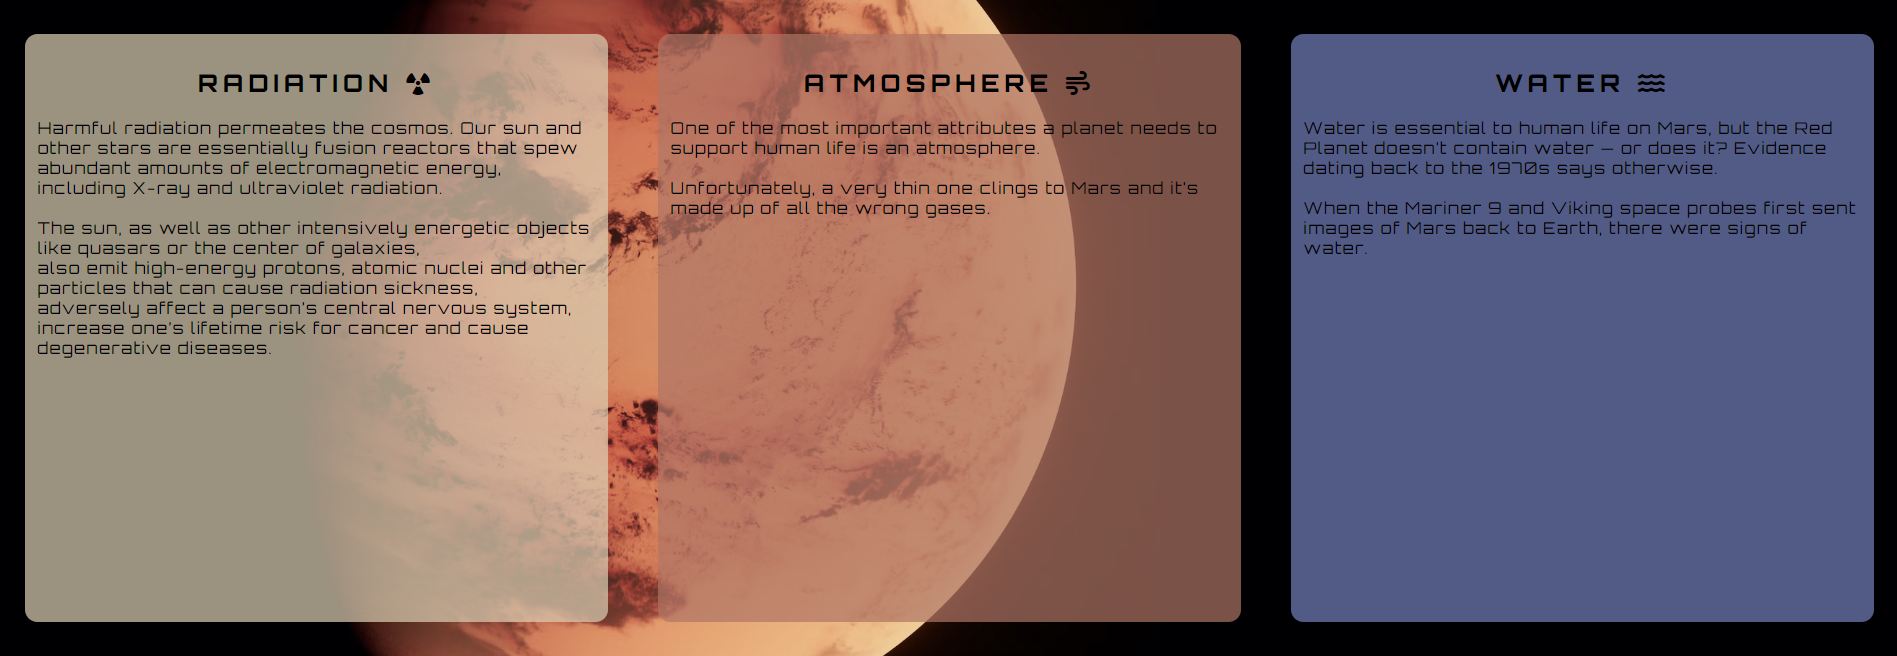 RADIATION
Harmful radiation permeates the cosmos. Our sun and
other stars are essentially fusion reactors that spew
abundant amounts of electromagnetic energy,
including X-ray and ultraviolet radiation.
The sun, as well as other intensively energetic objects
like quasars or the center of galaxies,
also emit high-energy protons, atomic nuclei and other
particles that can cause radiation sickness,
adversely affect a person's central nervous system,
increase one's lifetime risk for cancer and cause
degenerative diseases.
ATMOSPHERE
One of the most important attributes a planet needs to
support human life is an atmosphere.
Unfortunately, a very thin one clings to Mars and it's
made up of all the wrong gases.
WATER
Water is essential to human life on Mars, but the Red
Planet doesn't contain water – or does it? Evidence
dating back to the 1970s says otherwise.
When the Mariner 9 and Viking space probes first sent
images of Mars back to Earth, there were signs of
water.